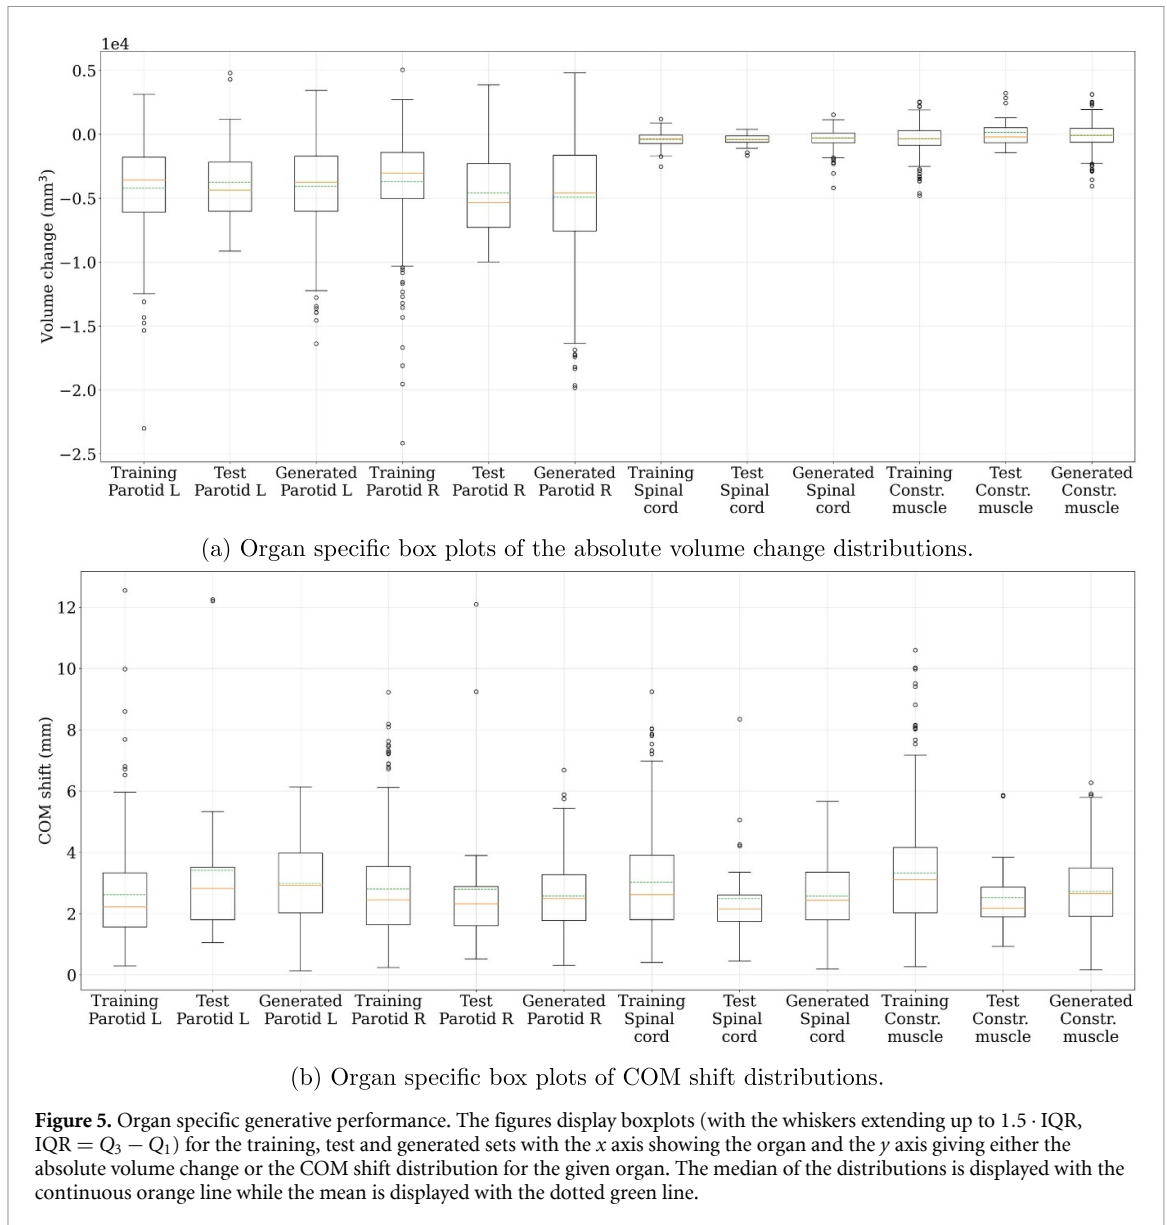 1e4
0.5
0.0
−0.5
−1.0
−1.5
−2.0
−2.5
Volume change (mm³)
Training Test Generated Training Test Generated Training Test Generated Training Test Generated
Parotid L Parotid L Parotid L Parotid R Parotid R Parotid R Spinal Spinal Spinal Constr. Constr. Constr.
cord cord cord muscle muscle muscle
(a) Organ specific box plots of the absolute volume change distributions.
12
10
8
6
4
2
0
COM shift (mm)
Training Test Generated Training Test Generated Training Test Generated Training Test Generated
Parotid L Parotid L Parotid L Parotid R Parotid R Parotid R Spinal Spinal Spinal Constr. Constr. Constr.
cord cord cord muscle muscle muscle
(b) Organ specific box plots of COM shift distributions.
Figure 5. Organ specific generative performance. The figures display boxplots (with the whiskers extending up to 1.5 · IQR,
IQR = Q₃ − Q₁) for the training, test and generated sets with the x axis showing the organ and the y axis giving either the
absolute volume change or the COM shift distribution for the given organ. The median of the distributions is displayed with the
continuous orange line while the mean is displayed with the dotted green line.